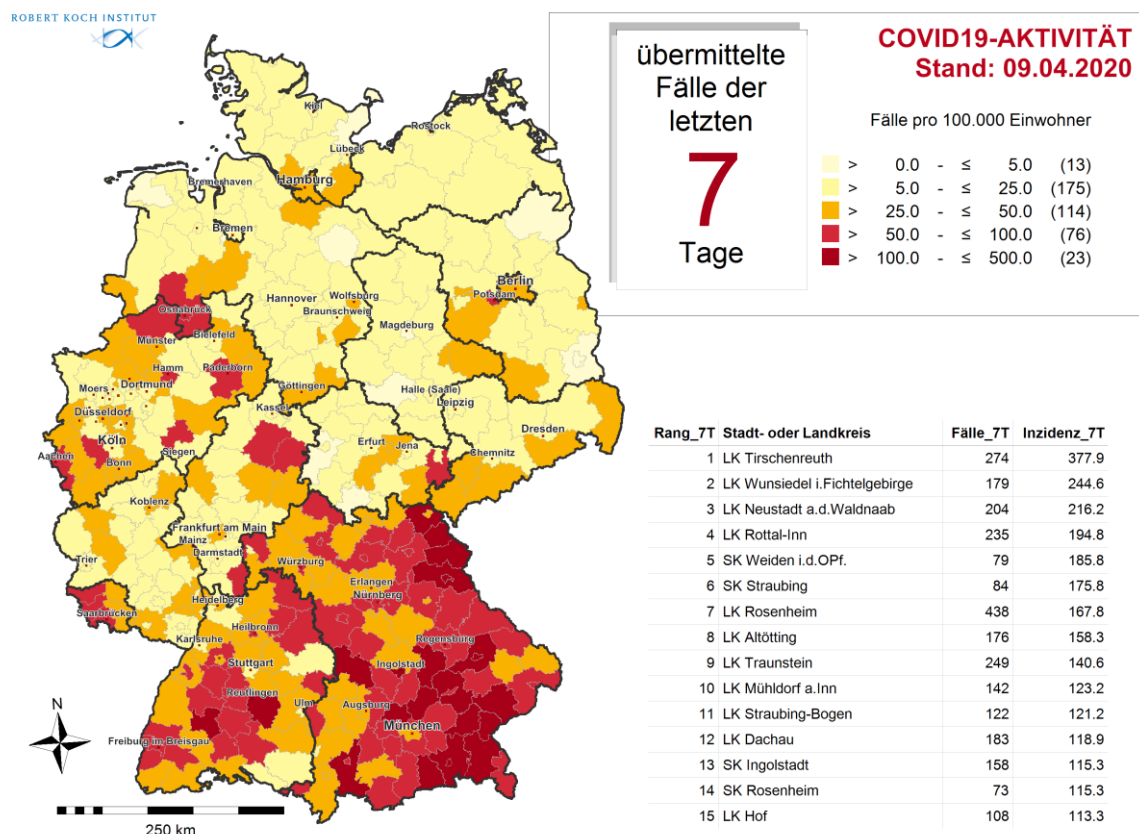 ROBERT KOCH INSTITUT
übermittelte
Fälle der
letzten
7
Tage
COVID19-AKTIVITÄT
Stand: 09.04.2020
Fälle pro 100.000 Einwohner
> 0.0 - ≤ 5.0 (13)
> 5.0 - ≤ 25.0 (175)
> 25.0 - ≤ 50.0 (114)
> 50.0 - ≤ 100.0 (76)
> 100.0 - ≤ 500.0 (23)
Kiel
Rostock
Lübeck
Hamburg
Bremerhaven
Bremen
Berlin
Potsdam
Wolfsburg
Hannover
Braunschweig
Osnabrück
Magdeburg
Bielefeld
Münster
Hamm
Paderborn
Moers
Dortmund
Göttingen
Halle (Saale)
Leipzig
Kassel
Düsseldorf
Dresden
Köln
Erfurt
Jena
Aachen
Siegen
Chemnitz
Bonn
Koblenz
Frankfurt am Main
Mainz
Darmstadt
Trier
Würzburg
Erlangen
Nürnberg
Heidelberg
Saarbrücken
Heilbronn
Karlsruhe
Regensburg
Stuttgart
Ingolstadt
Reutlingen
Ulm
Augsburg
München
Freiburg im Breisgau
N
250 km
Rang_7T Stadt- oder Landkreis Fälle_7T Inzidenz_7T
1 LK Tirschenreuth 274 377.9
2 LK Wunsiedel i.Fichtelgebirge 179 244.6
3 LK Neustadt a.d.Waldnaab 204 216.2
4 LK Rottal-Inn 235 194.8
5 SK Weiden i.d.OPf. 79 185.8
6 SK Straubing 84 175.8
7 LK Rosenheim 438 167.8
8 LK Altötting 176 158.3
9 LK Traunstein 249 140.6
10 LK Mühldorf a.Inn 142 123.2
11 LK Straubing-Bogen 122 121.2
12 LK Dachau 183 118.9
13 SK Ingolstadt 158 115.3
14 SK Rosenheim 73 115.3
15 LK Hof 108 113.3